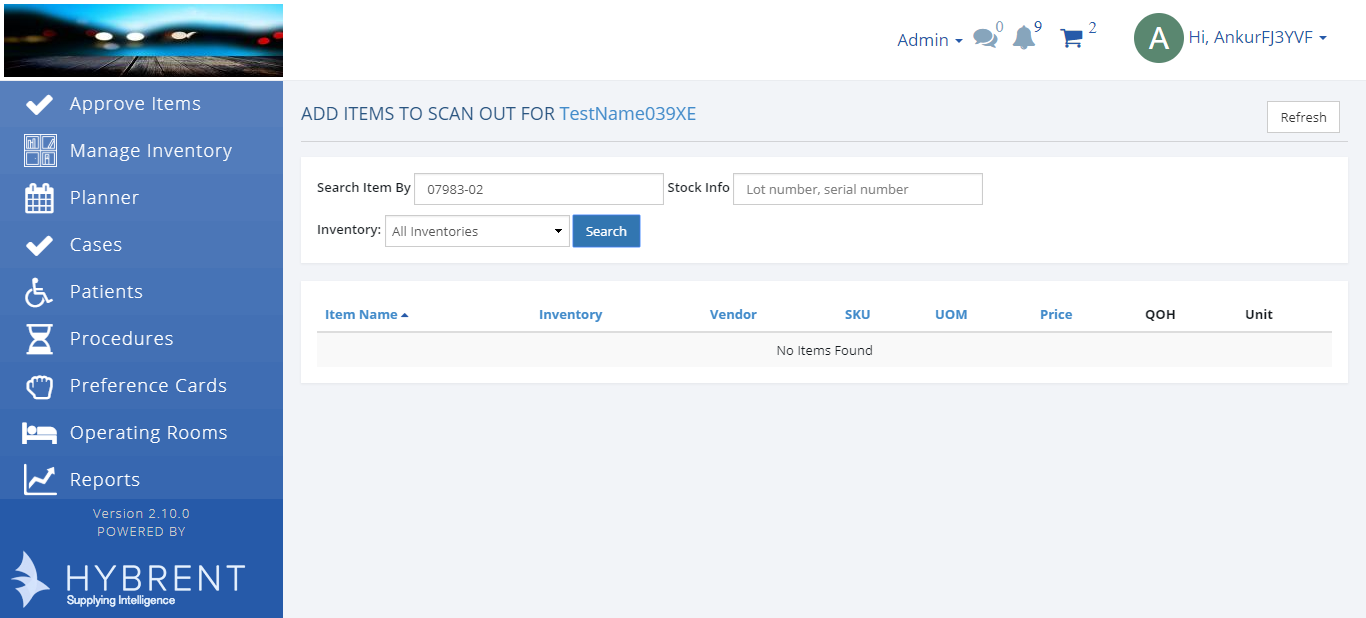 Admin 0 9 2 A Hi, AnkurFJ3YVF
Approve Items
Manage Inventory
Planner
Cases
Patients
Procedures
Preference Cards
Operating Rooms
Reports
Version 2.10.0
POWERED BY
HYBRENT
Supplying Intelligence
ADD ITEMS TO SCAN OUT FOR TestName039XE Refresh
Search Item By 07983-02 Stock Info Lot number, serial number
Inventory: All Inventories Search
Item Name Inventory Vendor SKU UOM Price QOH Unit
No Items Found